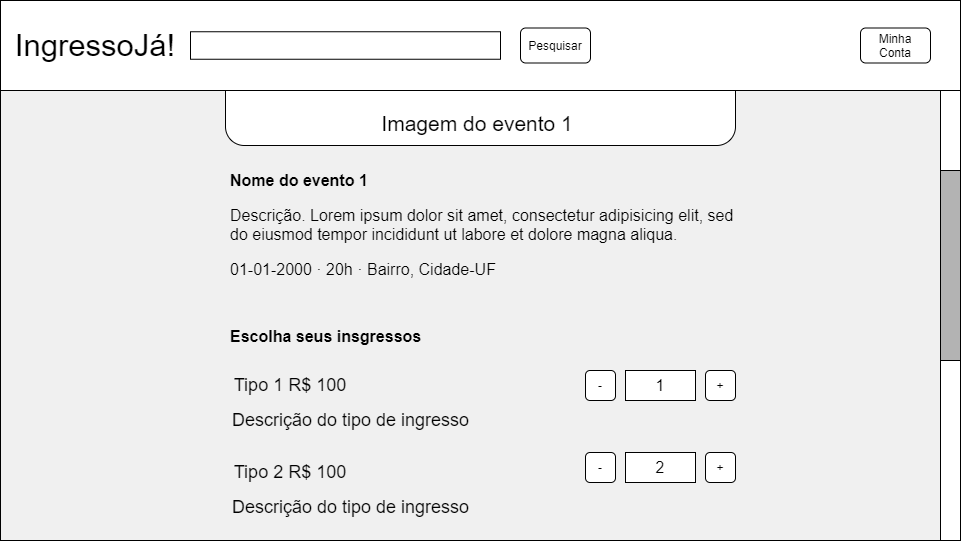 IngressoJá!
Pesquisar
Minha
Conta
Imagem do evento 1
Nome do evento 1
Descrição. Lorem ipsum dolor sit amet, consectetur adipisicing elit, sed
do eiusmod tempor incididunt ut labore et dolore magna aliqua.
01-01-2000 · 20h · Bairro, Cidade-UF
Escolha seus insgressos
Tipo 1 R$ 100
- 1 +
Descrição do tipo de ingresso
Tipo 2 R$ 100
- 2 +
Descrição do tipo de ingresso